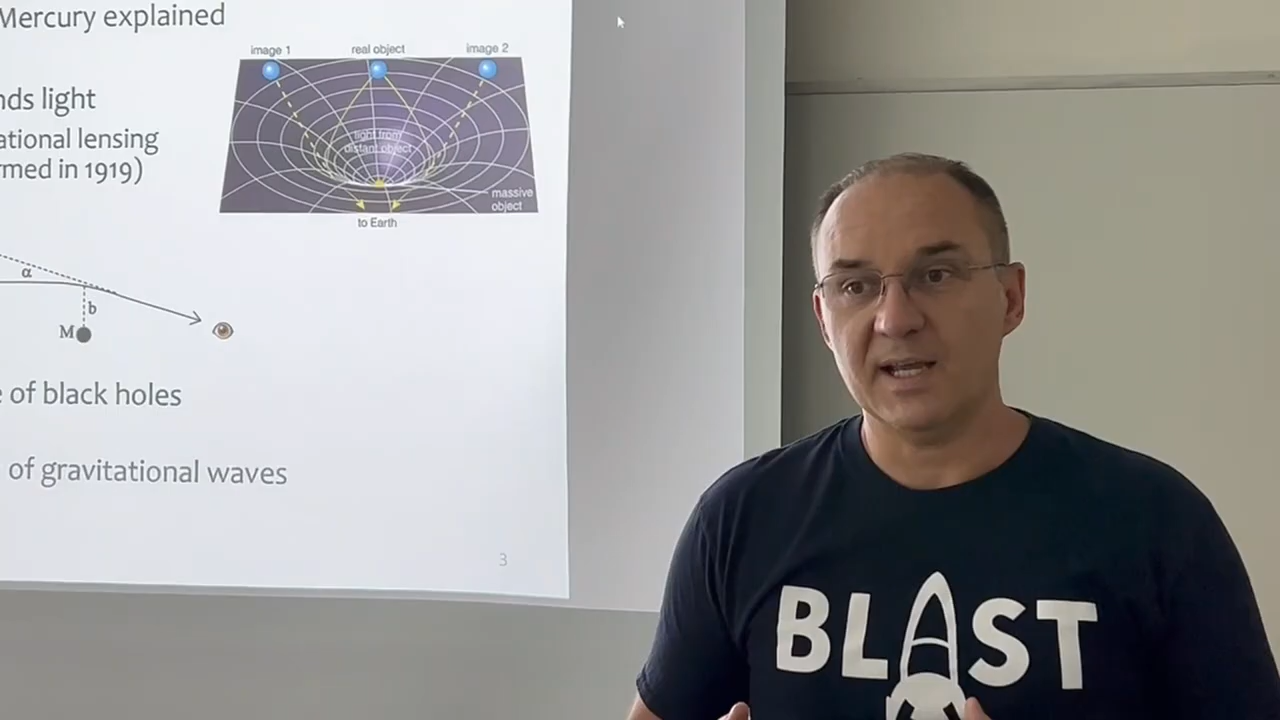 Mercury explained
image 1
real object
image 2
nds light
ational lensing
rmed in 1919)
light from
distant object
massive
object
to Earth
α
b
M
e of black holes
of gravitational waves
3
BLAST